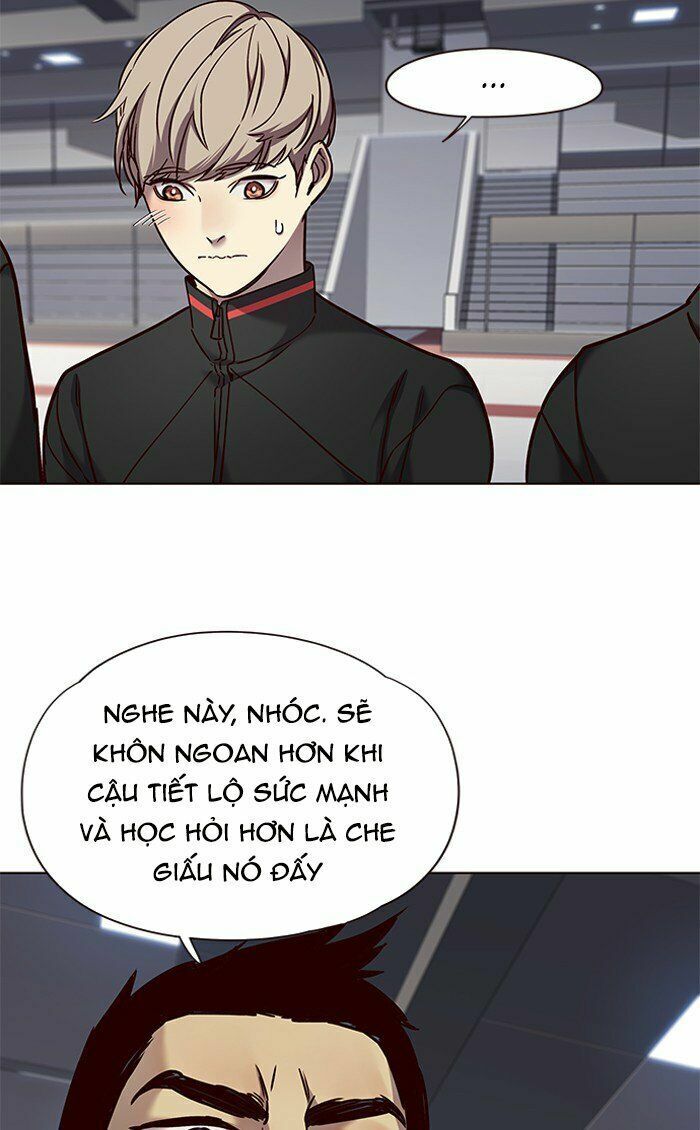 ...
NGHE NÀY, NHÓC. SẼ
KHÔN NGOAN HƠN KHI
CẬU TIẾT LỘ SỨC MẠNH
VÀ HỌC HỎI HƠN LÀ CHE
GIẤU NÓ ĐẤY